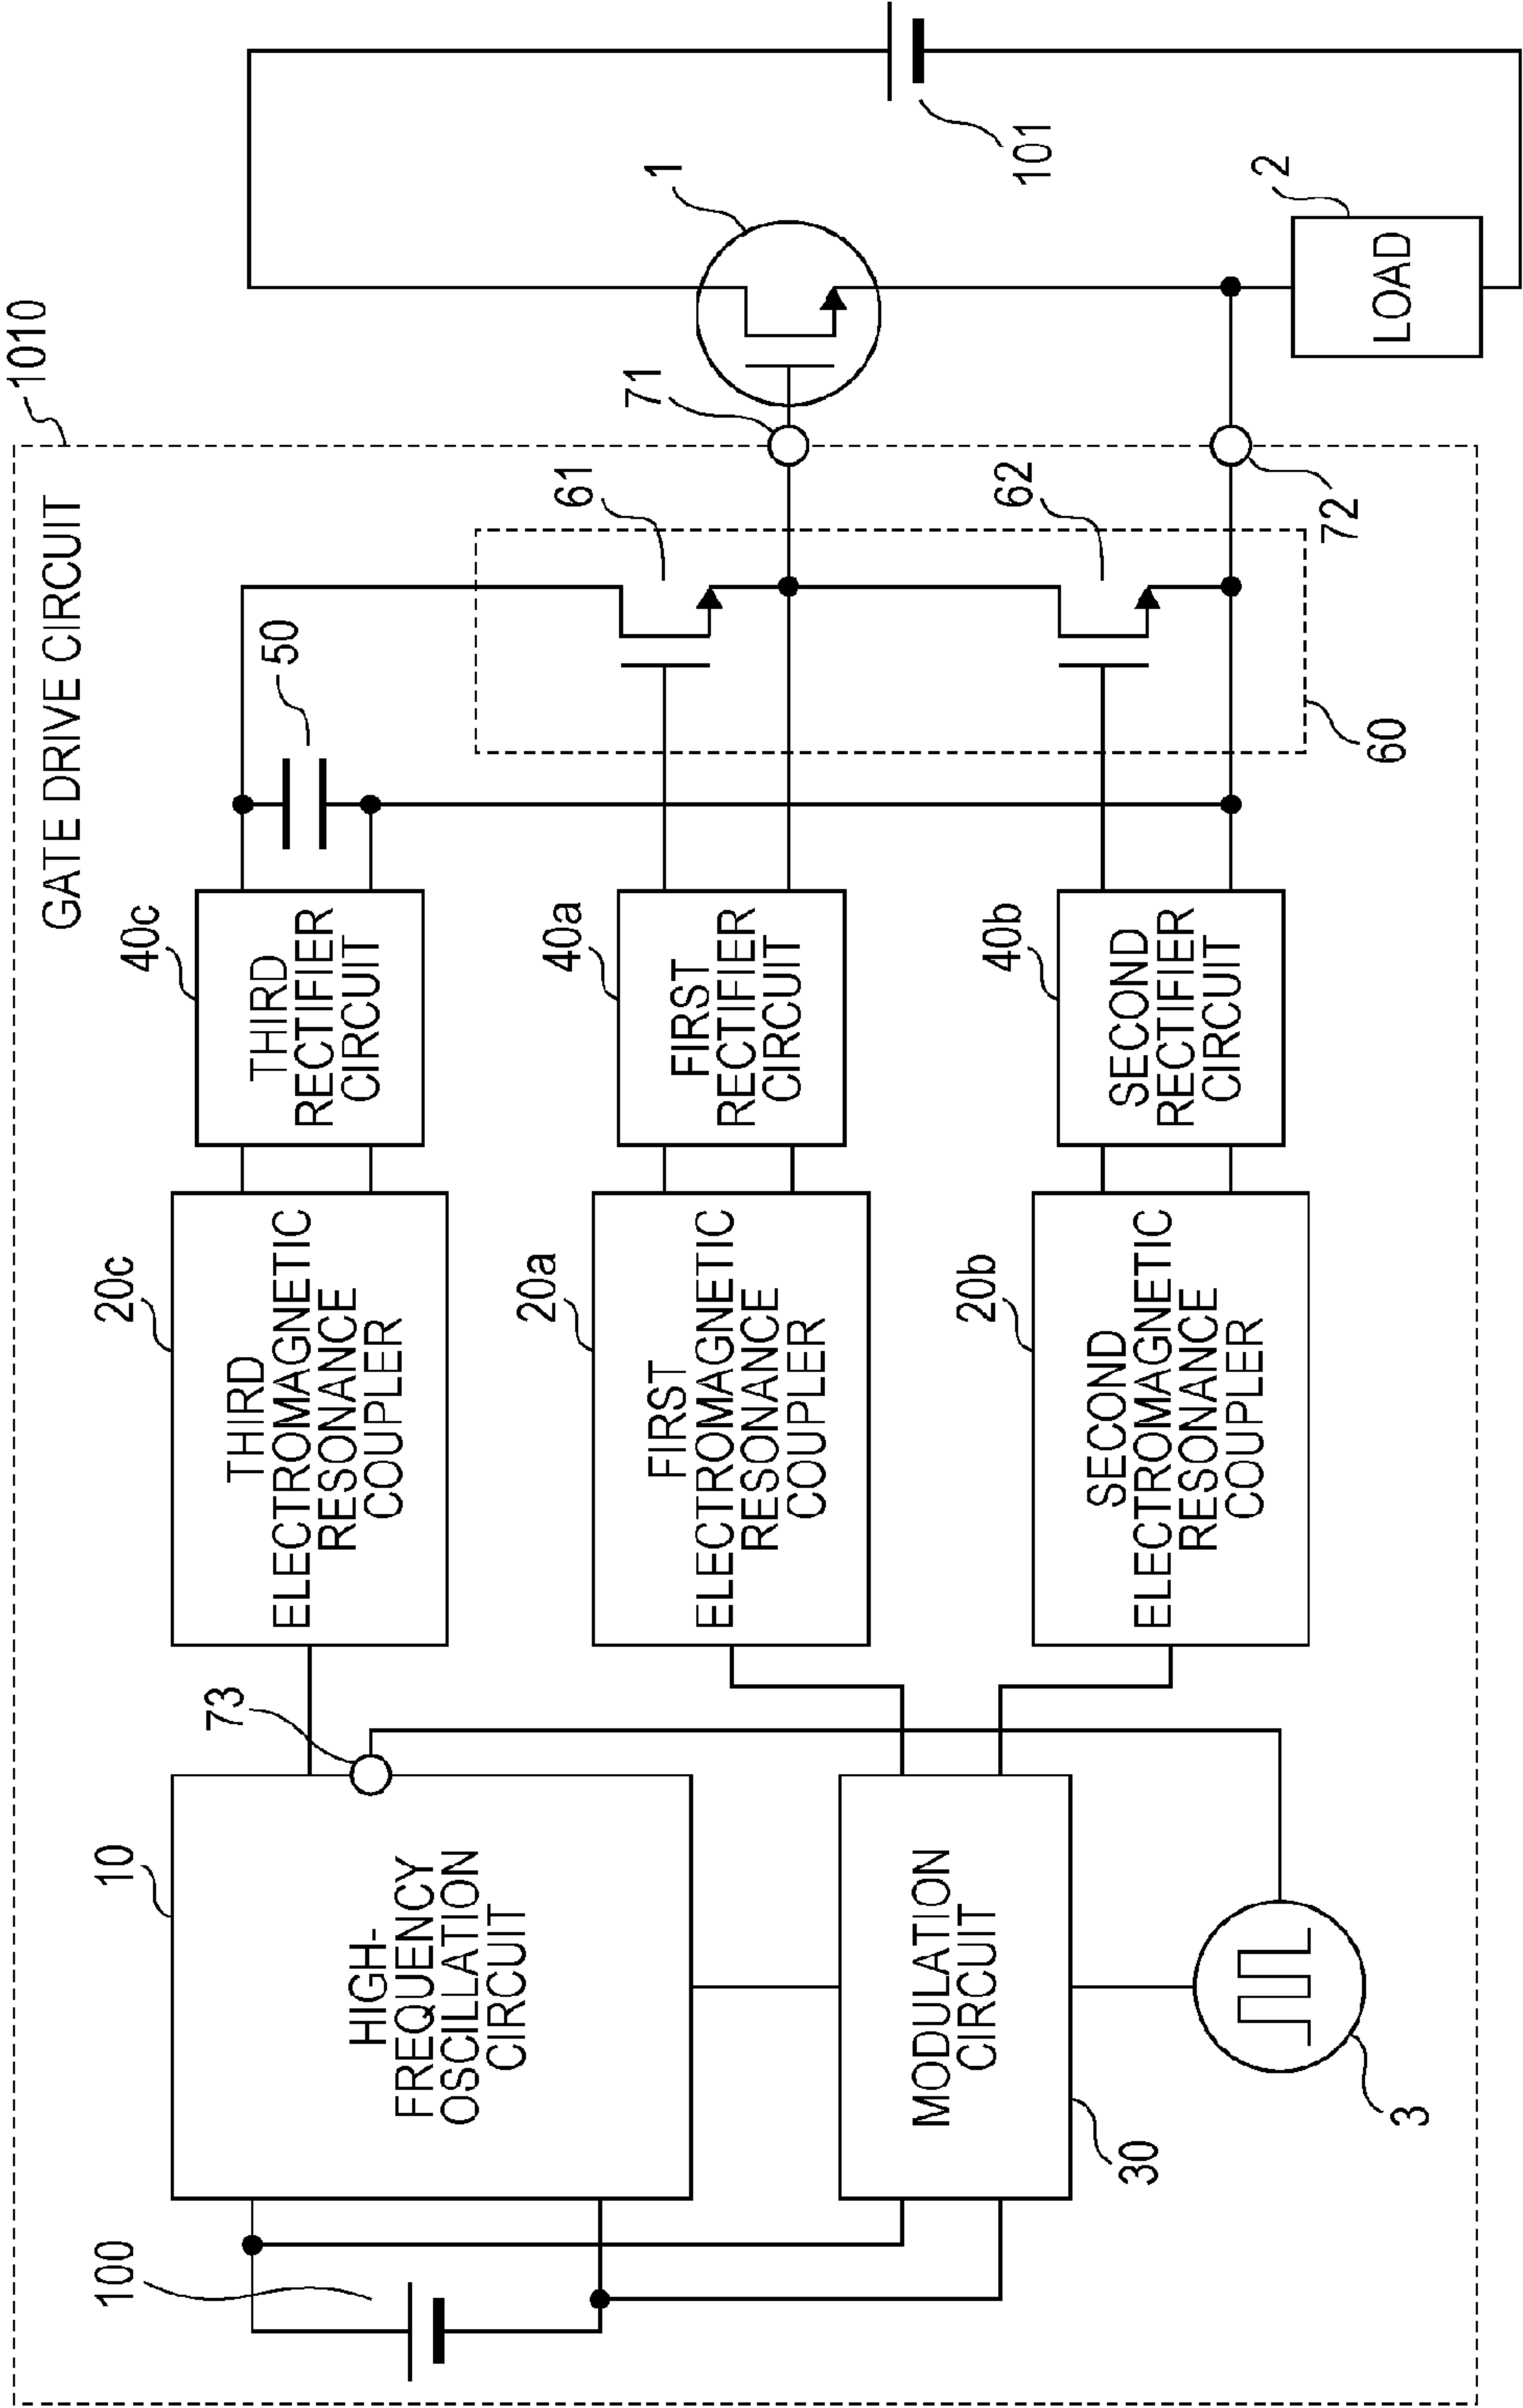 GATE DRIVE CIRCUIT
1010
100
10
HIGH-
FREQUENCY
OSCILLATION
CIRCUIT
73
20c
THIRD
ELECTROMAGNETIC
RESONANCE
COUPLER
40c
THIRD
RECTIFIER
CIRCUIT
50
61
71
1
101
20a
FIRST
ELECTROMAGNETIC
RESONANCE
COUPLER
40a
FIRST
RECTIFIER
CIRCUIT
MODULATION
CIRCUIT
30
3
20b
SECOND
ELECTROMAGNETIC
RESONANCE
COUPLER
40b
SECOND
RECTIFIER
CIRCUIT
62
60
72
2
LOAD